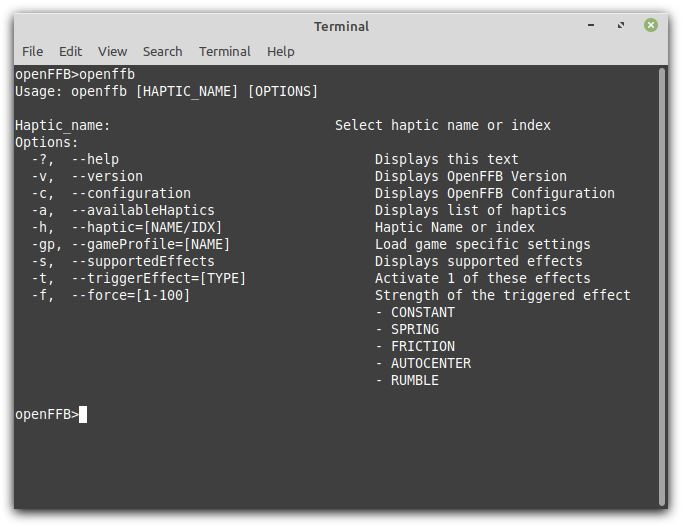 Terminal
File Edit View Search Terminal Help
openFFB>openffb
Usage: openffb [HAPTIC_NAME] [OPTIONS]
Haptic_name: Select haptic name or index
Options:
-?, --help Displays this text
-v, --version Displays OpenFFB Version
-c, --configuration Displays OpenFFB Configuration
-a, --availableHaptics Displays list of haptics
-h, --haptic=[NAME/IDX] Haptic Name or index
-gp, --gameProfile=[NAME] Load game specific settings
-s, --supportedEffects Displays supported effects
-t, --triggerEffect=[TYPE] Activate 1 of these effects
-f, --force=[1-100] Strength of the triggered effect
- CONSTANT
- SPRING
- FRICTION
- AUTOCENTER
- RUMBLE
openFFB>